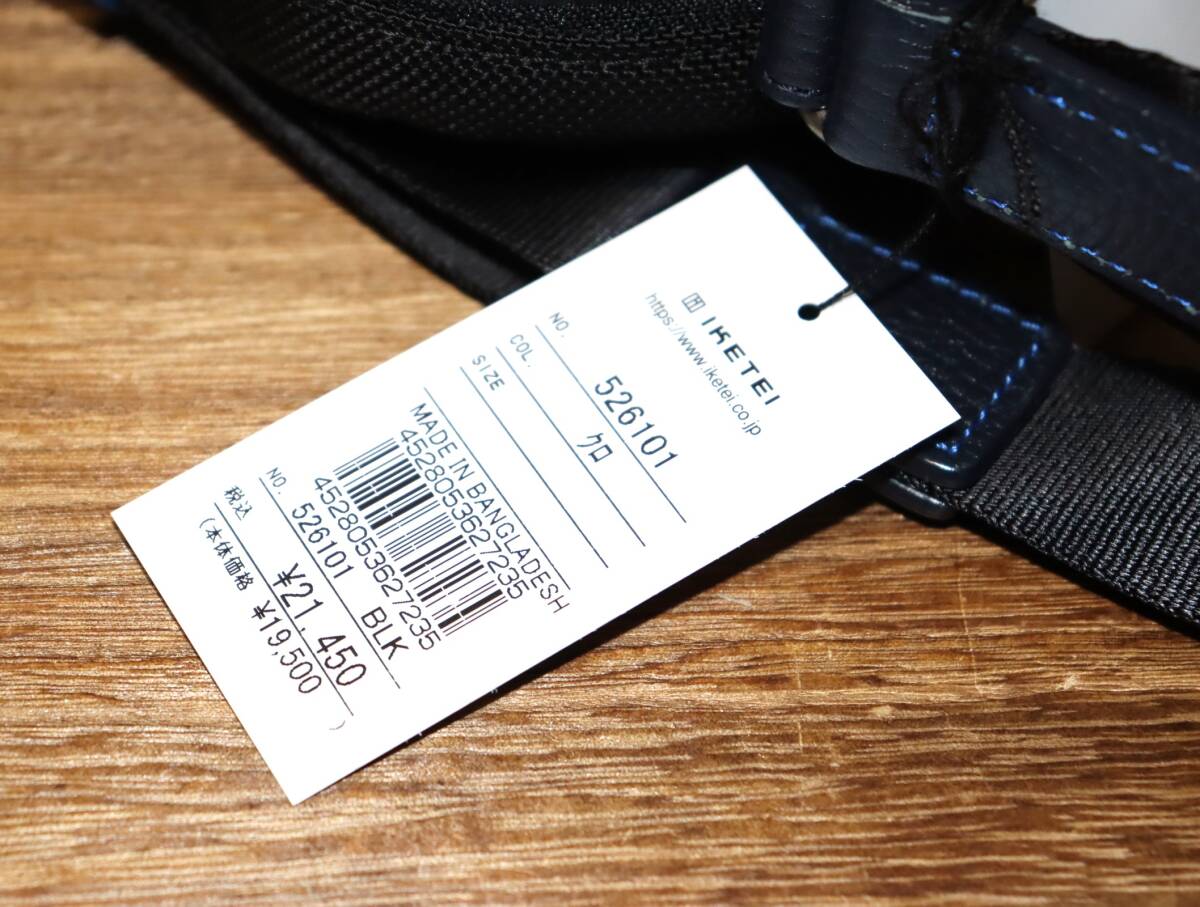 IKETEI
https://www.iketei.co.jp
NO. 526101
COL. クロ
SIZE
MADE IN BANGLADESH
4528053627235
4528053627235
NO. 526101 BLK
税込 ¥21,450
(本体価格 ¥19,500)